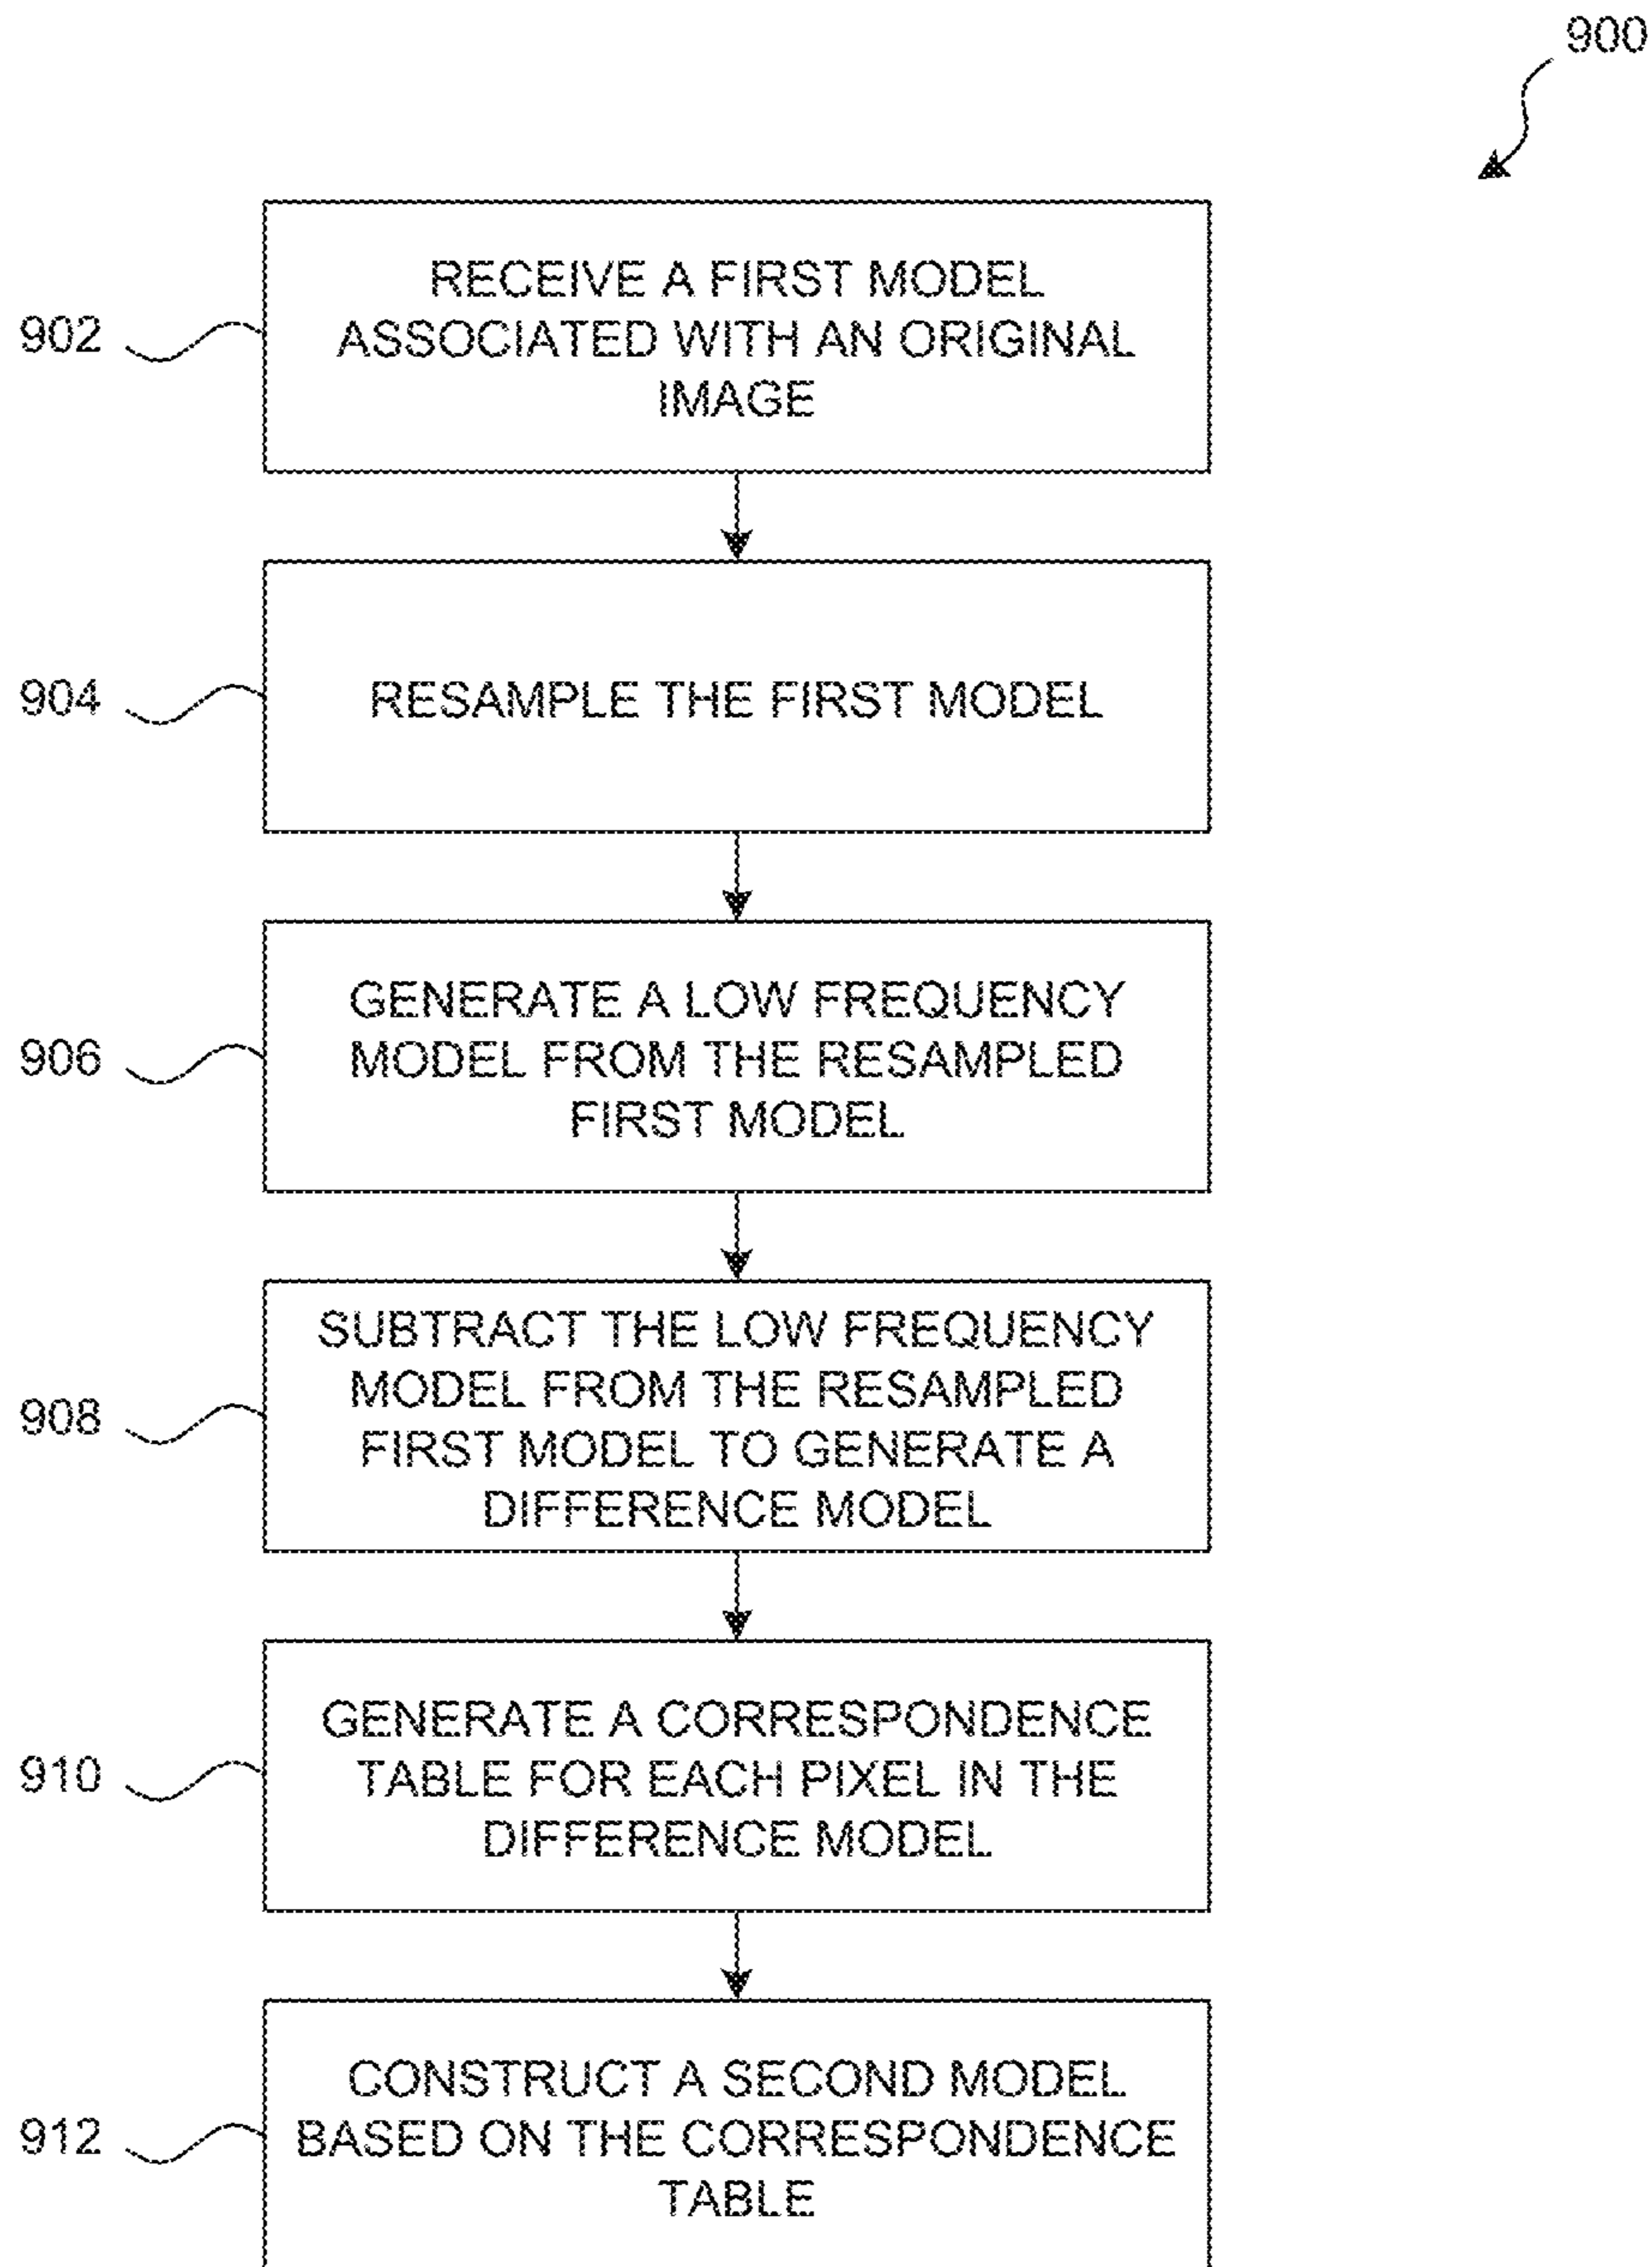 900
902
RECEIVE A FIRST MODEL
ASSOCIATED WITH AN ORIGINAL
IMAGE
904
RESAMPLE THE FIRST MODEL
906
GENERATE A LOW FREQUENCY
MODEL FROM THE RESAMPLED
FIRST MODEL
908
SUBTRACT THE LOW FREQUENCY
MODEL FROM THE RESAMPLED
FIRST MODEL TO GENERATE A
DIFFERENCE MODEL
910
GENERATE A CORRESPONDENCE
TABLE FOR EACH PIXEL IN THE
DIFFERENCE MODEL
912
CONSTRUCT A SECOND MODEL
BASED ON THE CORRESPONDENCE
TABLE